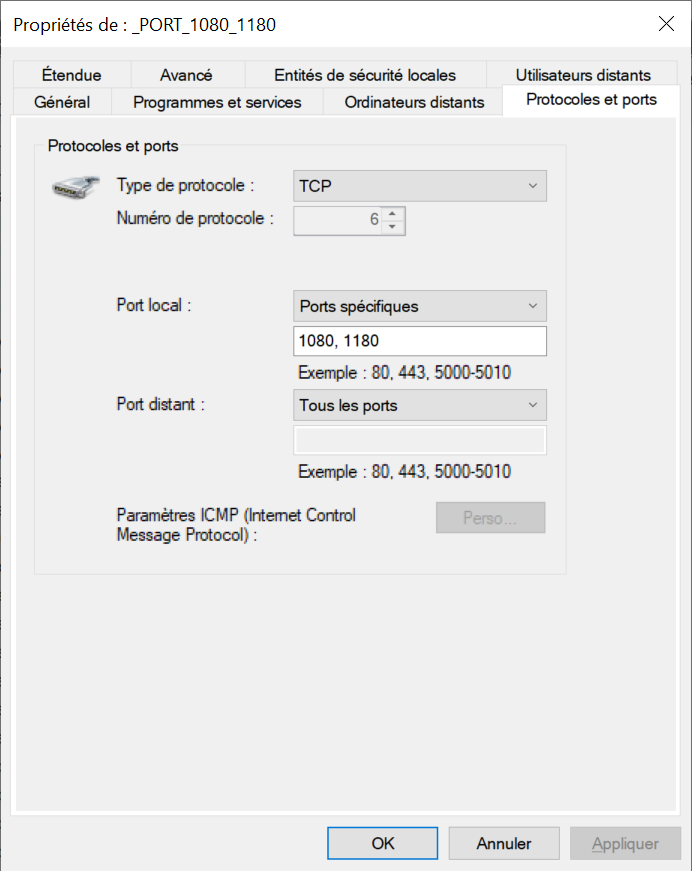 Propriétés de : _PORT_1080_1180
Étendue Avancé Entités de sécurité locales Utilisateurs distants
Général Programmes et services Ordinateurs distants Protocoles et ports
Protocoles et ports
Type de protocole : TCP
Numéro de protocole : 6
Port local : Ports spécifiques
1080, 1180
Exemple : 80, 443, 5000-5010
Port distant : Tous les ports
Exemple : 80, 443, 5000-5010
Paramètres ICMP (Internet Control
Message Protocol) :
Perso...
OK Annuler Appliquer